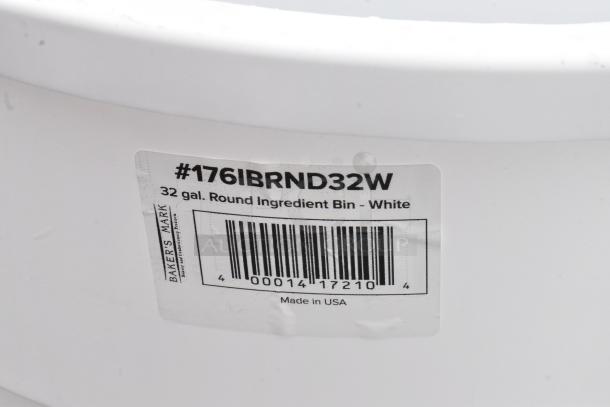 #176IBRND32W
32 gal. Round Ingredient Bin - White
BAKER'S MARK
4 00014 17210 4
Made in USA